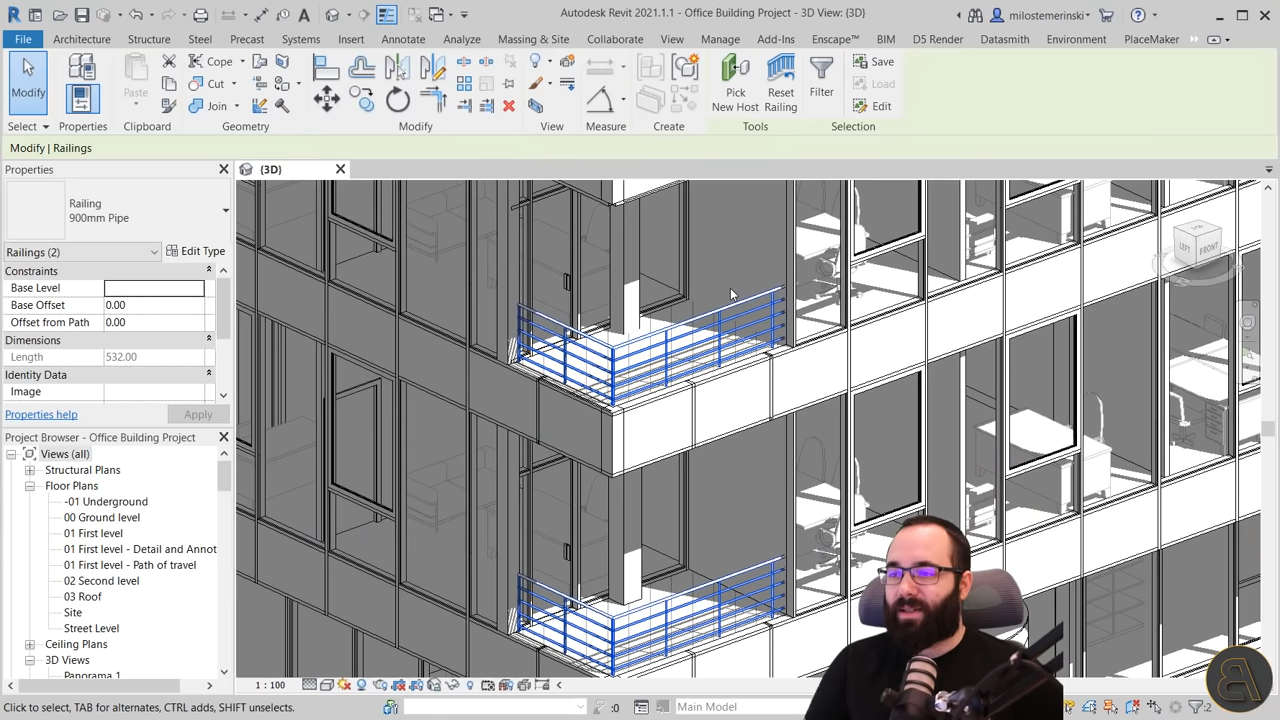 Autodesk Revit 2021.1.1 - Office Building Project - 3D View: {3D}
milostemerinski
File
Architecture
Structure
Steel
Precast
Systems
Insert
Annotate
Analyze
Massing & Site
Collaborate
View
Manage
Add-Ins
Enscape™
BIM
D5 Render
Datasmith
Environment
PlaceMaker
Modify
Paste
Cope
Cut
Join
Pick New Host
Reset Railing
Filter
Save
Load
Edit
Select
Properties
Clipboard
Geometry
Modify
View
Measure
Create
Tools
Selection
Modify | Railings
Properties
{3D}
Railing
900mm Pipe
Railings (2)
Edit Type
Constraints
Base Level
Base Offset 0.00
Offset from Path 0.00
Dimensions
Length 532.00
Identity Data
Image
Properties help
Apply
Project Browser - Office Building Project
Views (all)
Structural Plans
Floor Plans
-01 Underground
00 Ground level
01 First level
01 First level - Detail and Annot
01 First level - Path of travel
02 Second level
03 Roof
Site
Street Level
Ceiling Plans
3D Views
Panorama 1
LEFT
FRONT
1 : 100
Click to select, TAB for alternates, CTRL adds, SHIFT unselects.
:0
Main Model
:2